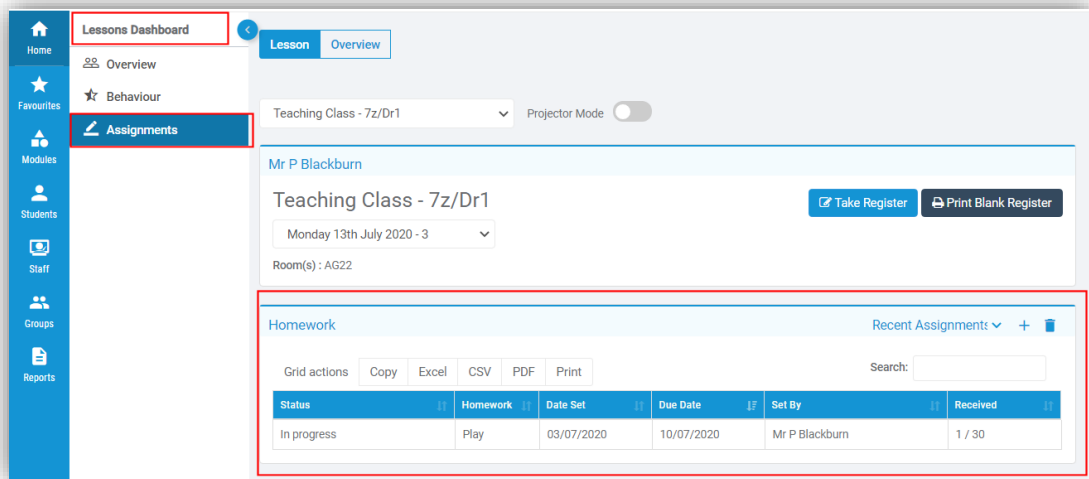 Home
Favourites
Modules
Students
Staff
Groups
Reports
Lessons Dashboard
Overview
Behaviour
Assignments
Lesson Overview
Teaching Class - 7z/Dr1 Projector Mode
Mr P Blackburn
Teaching Class - 7z/Dr1 Take Register Print Blank Register
Monday 13th July 2020 - 3
Room(s) : AG22
Homework Recent Assignments
Grid actions Copy Excel CSV PDF Print Search:
Status Homework Date Set Due Date Set By Received
In progress Play 03/07/2020 10/07/2020 Mr P Blackburn 1 / 30